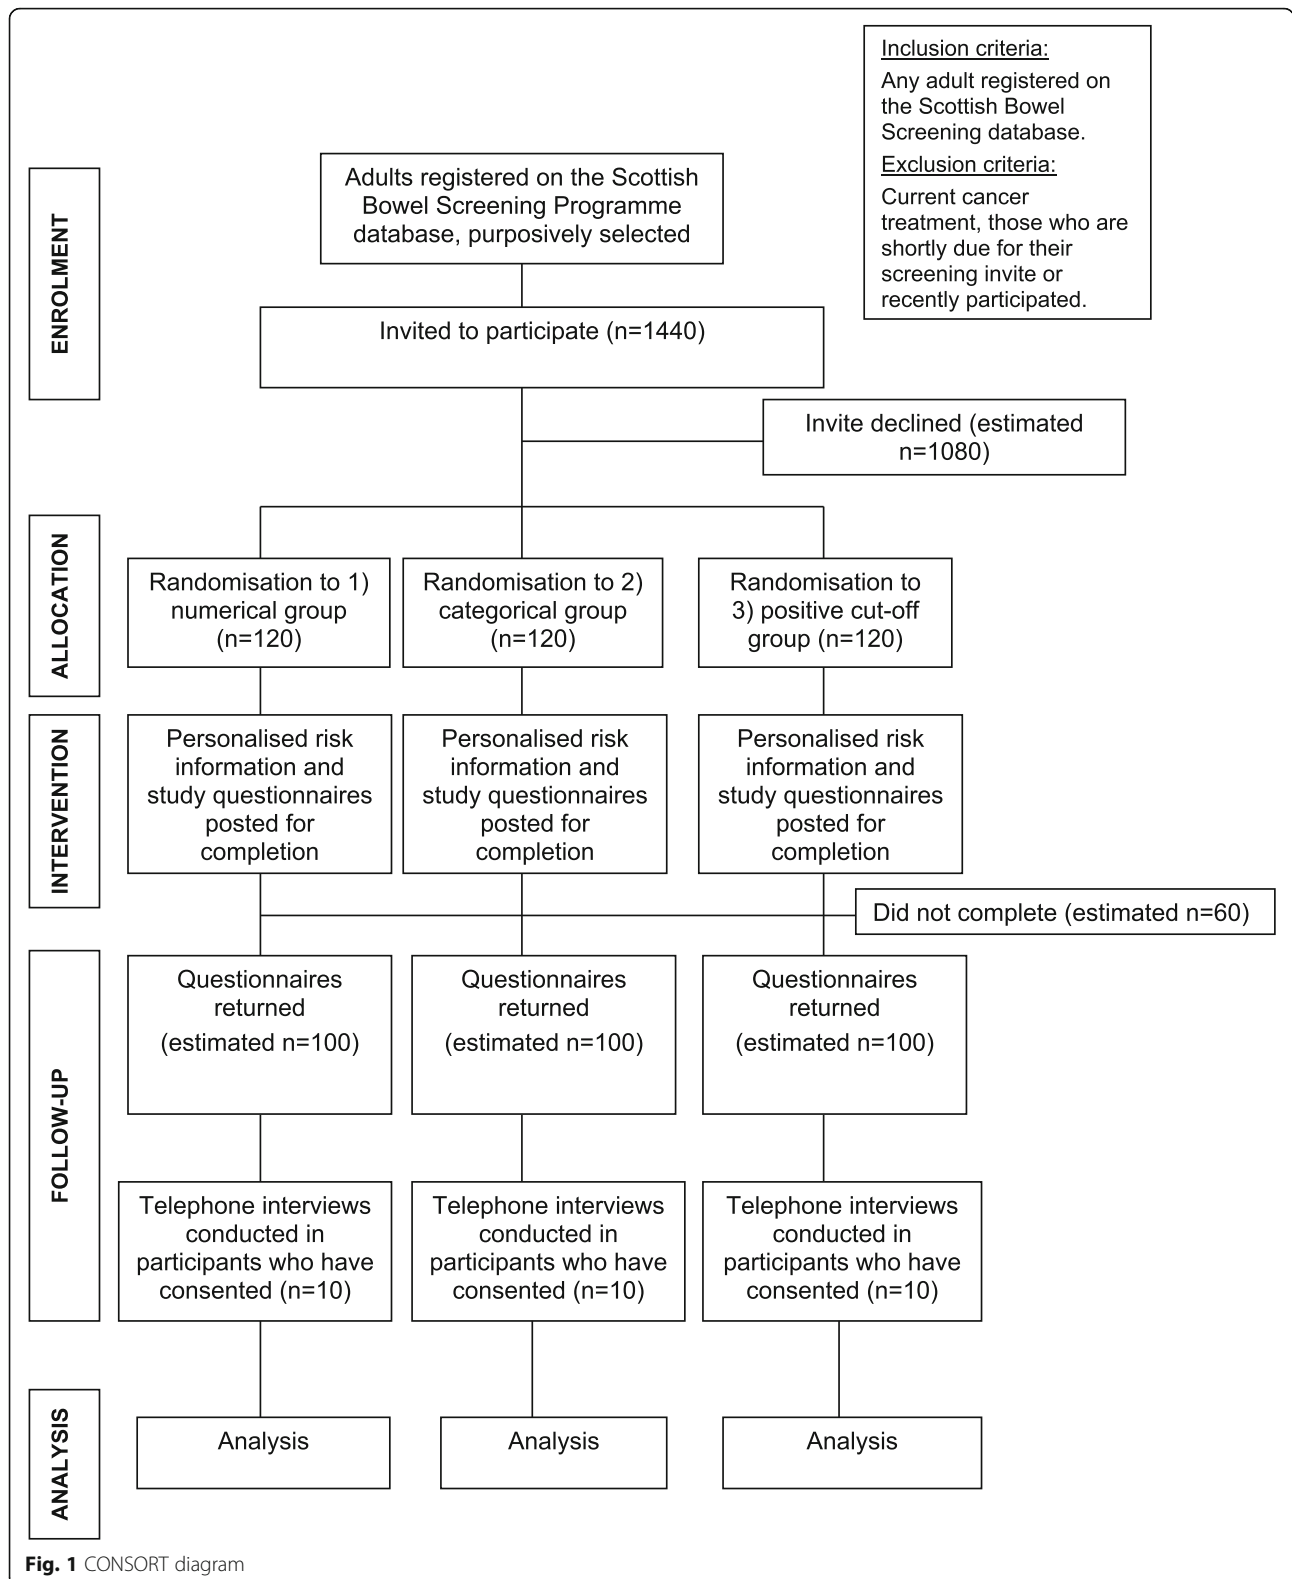 Inclusion criteria:
Any adult registered on
the Scottish Bowel
Screening database.
Exclusion criteria:
Current cancer
treatment, those who are
shortly due for their
screening invite or
recently participated.
ENROLMENT
Adults registered on the Scottish
Bowel Screening Programme
database, purposively selected
Invited to participate (n=1440)
Invite declined (estimated
n=1080)
ALLOCATION
Randomisation to 1)
numerical group
(n=120)
Randomisation to 2)
categorical group
(n=120)
Randomisation to
3) positive cut-off
group (n=120)
INTERVENTION
Personalised risk
information and
study questionnaires
posted for
completion
Personalised risk
information and
study questionnaires
posted for
completion
Personalised risk
information and
study questionnaires
posted for
completion
Did not complete (estimated n=60)
FOLLOW-UP
Questionnaires
returned
(estimated n=100)
Questionnaires
returned
(estimated n=100)
Questionnaires
returned
(estimated n=100)
Telephone interviews
conducted in
participants who have
consented (n=10)
Telephone interviews
conducted in
participants who have
consented (n=10)
Telephone interviews
conducted in
participants who have
consented (n=10)
ANALYSIS
Analysis
Analysis
Analysis
Fig. 1 CONSORT diagram